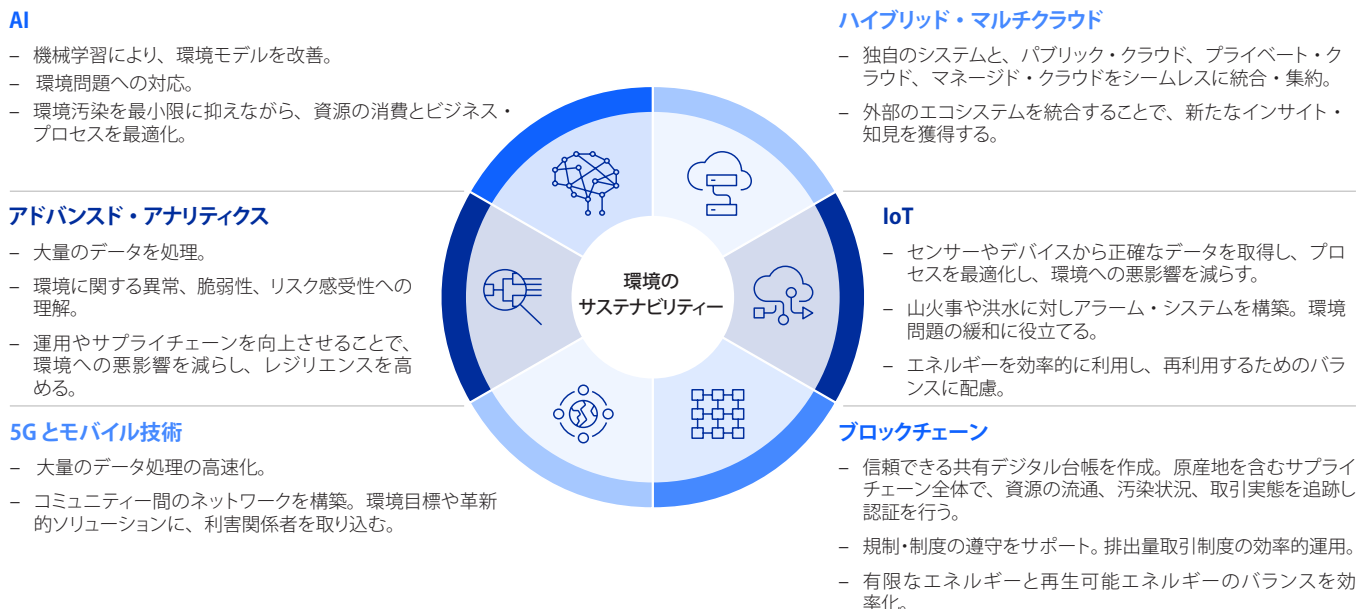 AI
– 機械学習により、環境モデルを改善。
– 環境問題への対応。
– 環境汚染を最小限に抑えながら、資源の消費とビジネス・
プロセスを最適化。
アドバンスド・アナリティクス
– 大量のデータを処理。
– 環境に関する異常、脆弱性、リスク感受性への
理解。
– 運用やサプライチェーンを向上させることで、
環境への悪影響を減らし、レジリエンスを高
める。
5G とモバイル技術
– 大量のデータ処理の高速化。
– コミュニティー間のネットワークを構築。環境目標や革新
的ソリューションに、利害関係者を取り込む。
環境の
サステナビリティー
ハイブリッド・マルチクラウド
– 独自のシステムと、パブリック・クラウド、プライベート・ク
ラウド、マネージド・クラウドをシームレスに統合・集約。
– 外部のエコシステムを統合することで、新たなインサイト・
知見を獲得する。
IoT
– センサーやデバイスから正確なデータを取得し、プロ
セスを最適化し、環境への悪影響を減らす。
– 山火事や洪水に対しアラーム・システムを構築。環境
問題の緩和に役立てる。
– エネルギーを効率的に利用し、再利用するためのバラ
ンスに配慮。
ブロックチェーン
– 信頼できる共有デジタル台帳を作成。原産地を含むサプライ
チェーン全体で、資源の流通、汚染状況、取引実態を追跡し
認証を行う。
– 規制・制度の遵守をサポート。排出量取引制度の効率的運用。
– 有限なエネルギーと再生可能エネルギーのバランスを効
率化。